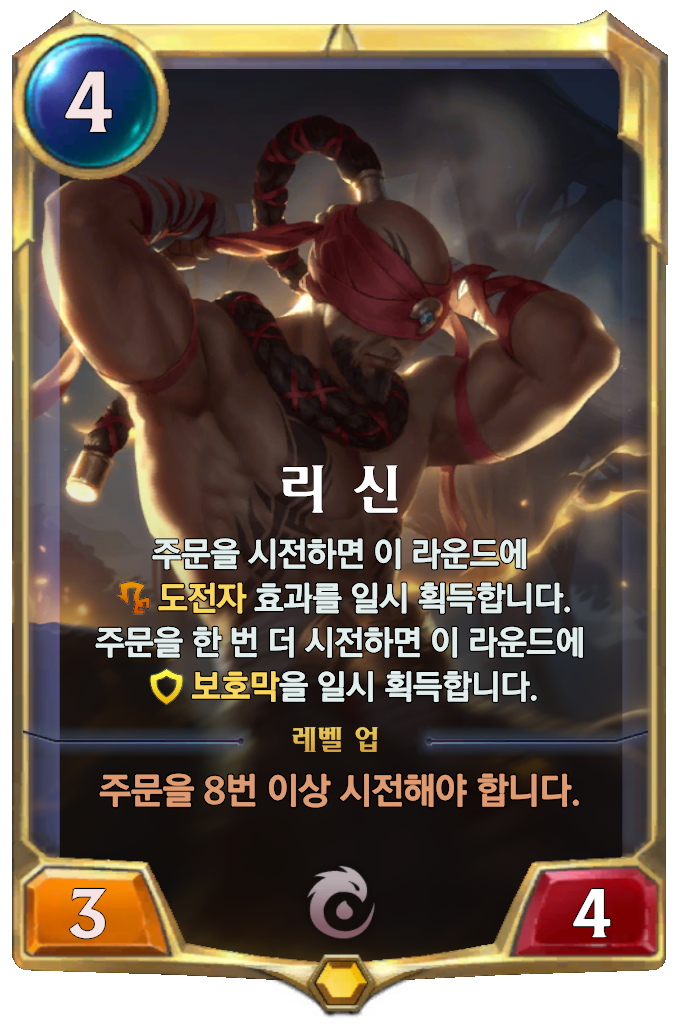 4
리 신
주문을 시전하면 이 라운드에
도전자 효과를 일시 획득합니다.
주문을 한 번 더 시전하면 이 라운드에
보호막을 일시 획득합니다.
레벨 업
주문을 8번 이상 시전해야 합니다.
3
4